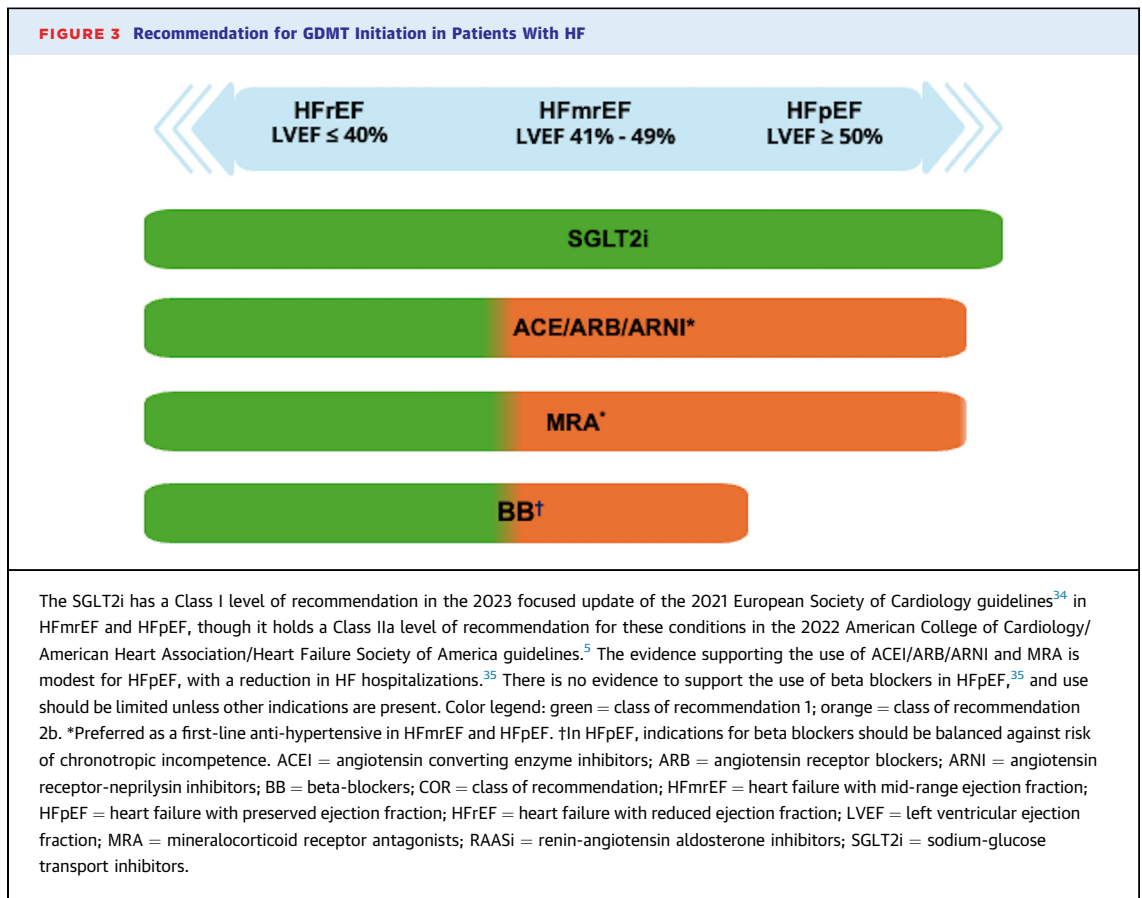 FIGURE 3 Recommendation for GDMT Initiation in Patients With HF
HFrEF
LVEF ≤ 40%
HFmrEF
LVEF 41% - 49%
HFpEF
LVEF ≥ 50%
SGLT2i
ACE/ARB/ARNI*
MRA*
BB†
The SGLT2i has a Class I level of recommendation in the 2023 focused update of the 2021 European Society of Cardiology guidelines34 in
HFmrEF and HFpEF, though it holds a Class IIa level of recommendation for these conditions in the 2022 American College of Cardiology/
American Heart Association/Heart Failure Society of America guidelines.5 The evidence supporting the use of ACEI/ARB/ARNI and MRA is
modest for HFpEF, with a reduction in HF hospitalizations.35 There is no evidence to support the use of beta blockers in HFpEF,35 and use
should be limited unless other indications are present. Color legend: green = class of recommendation 1; orange = class of recommendation
2b. *Preferred as a first-line anti-hypertensive in HFmrEF and HFpEF. †In HFpEF, indications for beta blockers should be balanced against risk
of chronotropic incompetence. ACEI = angiotensin converting enzyme inhibitors; ARB = angiotensin receptor blockers; ARNI = angiotensin
receptor-neprilysin inhibitors; BB = beta-blockers; COR = class of recommendation; HFmrEF = heart failure with mid-range ejection fraction;
HFpEF = heart failure with preserved ejection fraction; HFrEF = heart failure with reduced ejection fraction; LVEF = left ventricular ejection
fraction; MRA = mineralocorticoid receptor antagonists; RAASi = renin-angiotensin aldosterone inhibitors; SGLT2i = sodium-glucose
transport inhibitors.